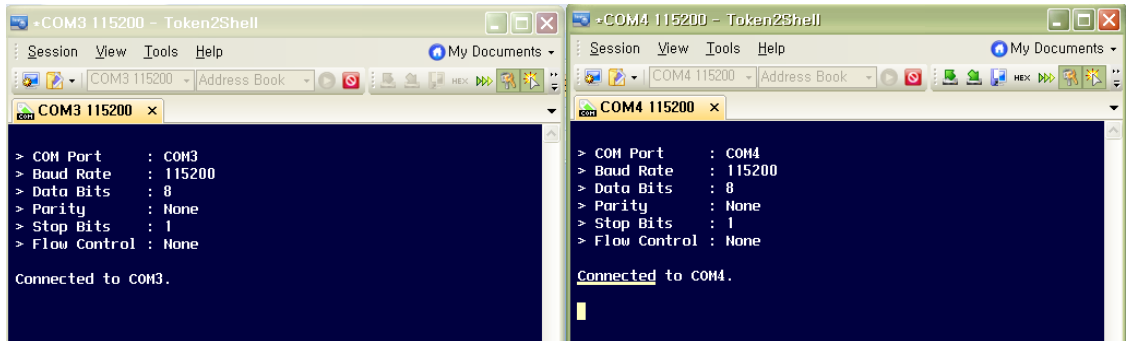 *COM3 115200 - Token2Shell
Session View Tools Help My Documents
COM3 115200 Address Book HEX
COM COM3 115200 ×
> COM Port : COM3
> Baud Rate : 115200
> Data Bits : 8
> Parity : None
> Stop Bits : 1
> Flow Control : None
Connected to COM3.
*COM4 115200 - Token2Shell
Session View Tools Help My Documents
COM4 115200 Address Book HEX
COM COM4 115200 ×
> COM Port : COM4
> Baud Rate : 115200
> Data Bits : 8
> Parity : None
> Stop Bits : 1
> Flow Control : None
Connected to COM4.